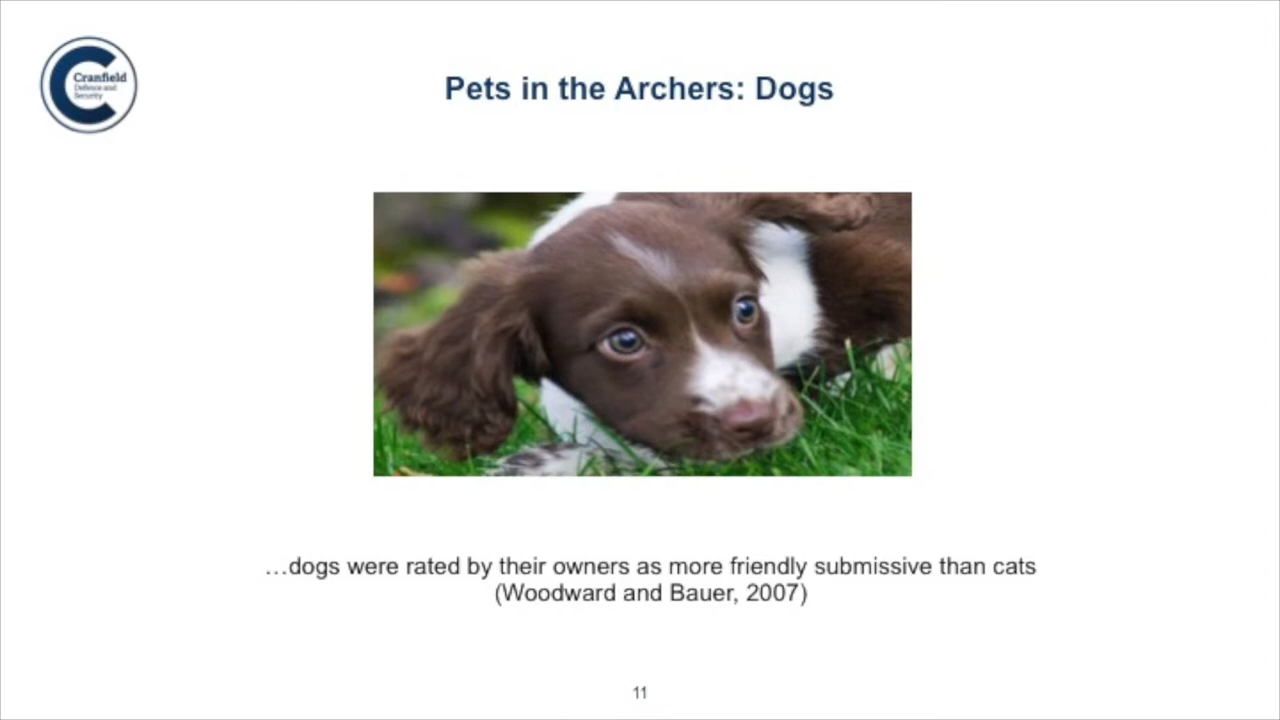 Cranfield
Defence and
Security
Pets in the Archers: Dogs
…dogs were rated by their owners as more friendly submissive than cats
(Woodward and Bauer, 2007)
11